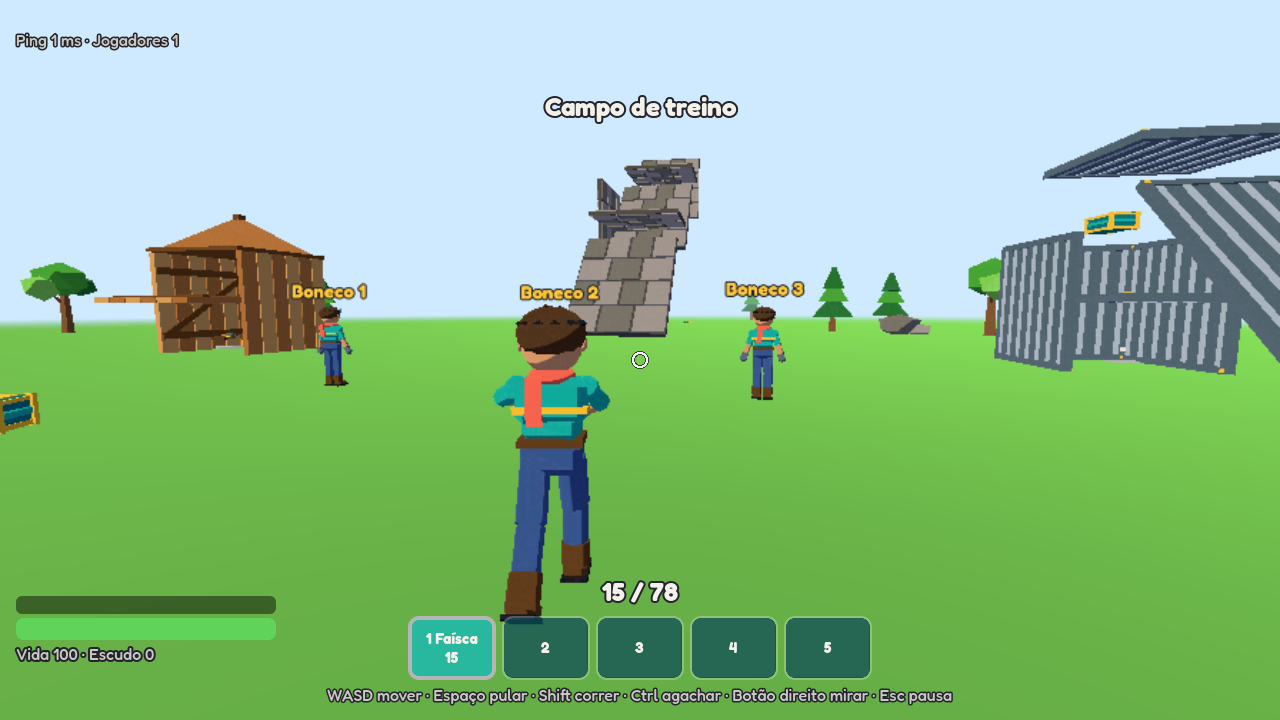 Ping 1 ms · Jogadores 1
Campo de treino
Boneco 1
Boneco 2
Boneco 3
15 / 78
1 Faísca
15
2
3
4
5
Vida 100 · Escudo 0
WASD mover · Espaço pular · Shift correr · Ctrl agachar · Botão direito mirar · Esc pausa